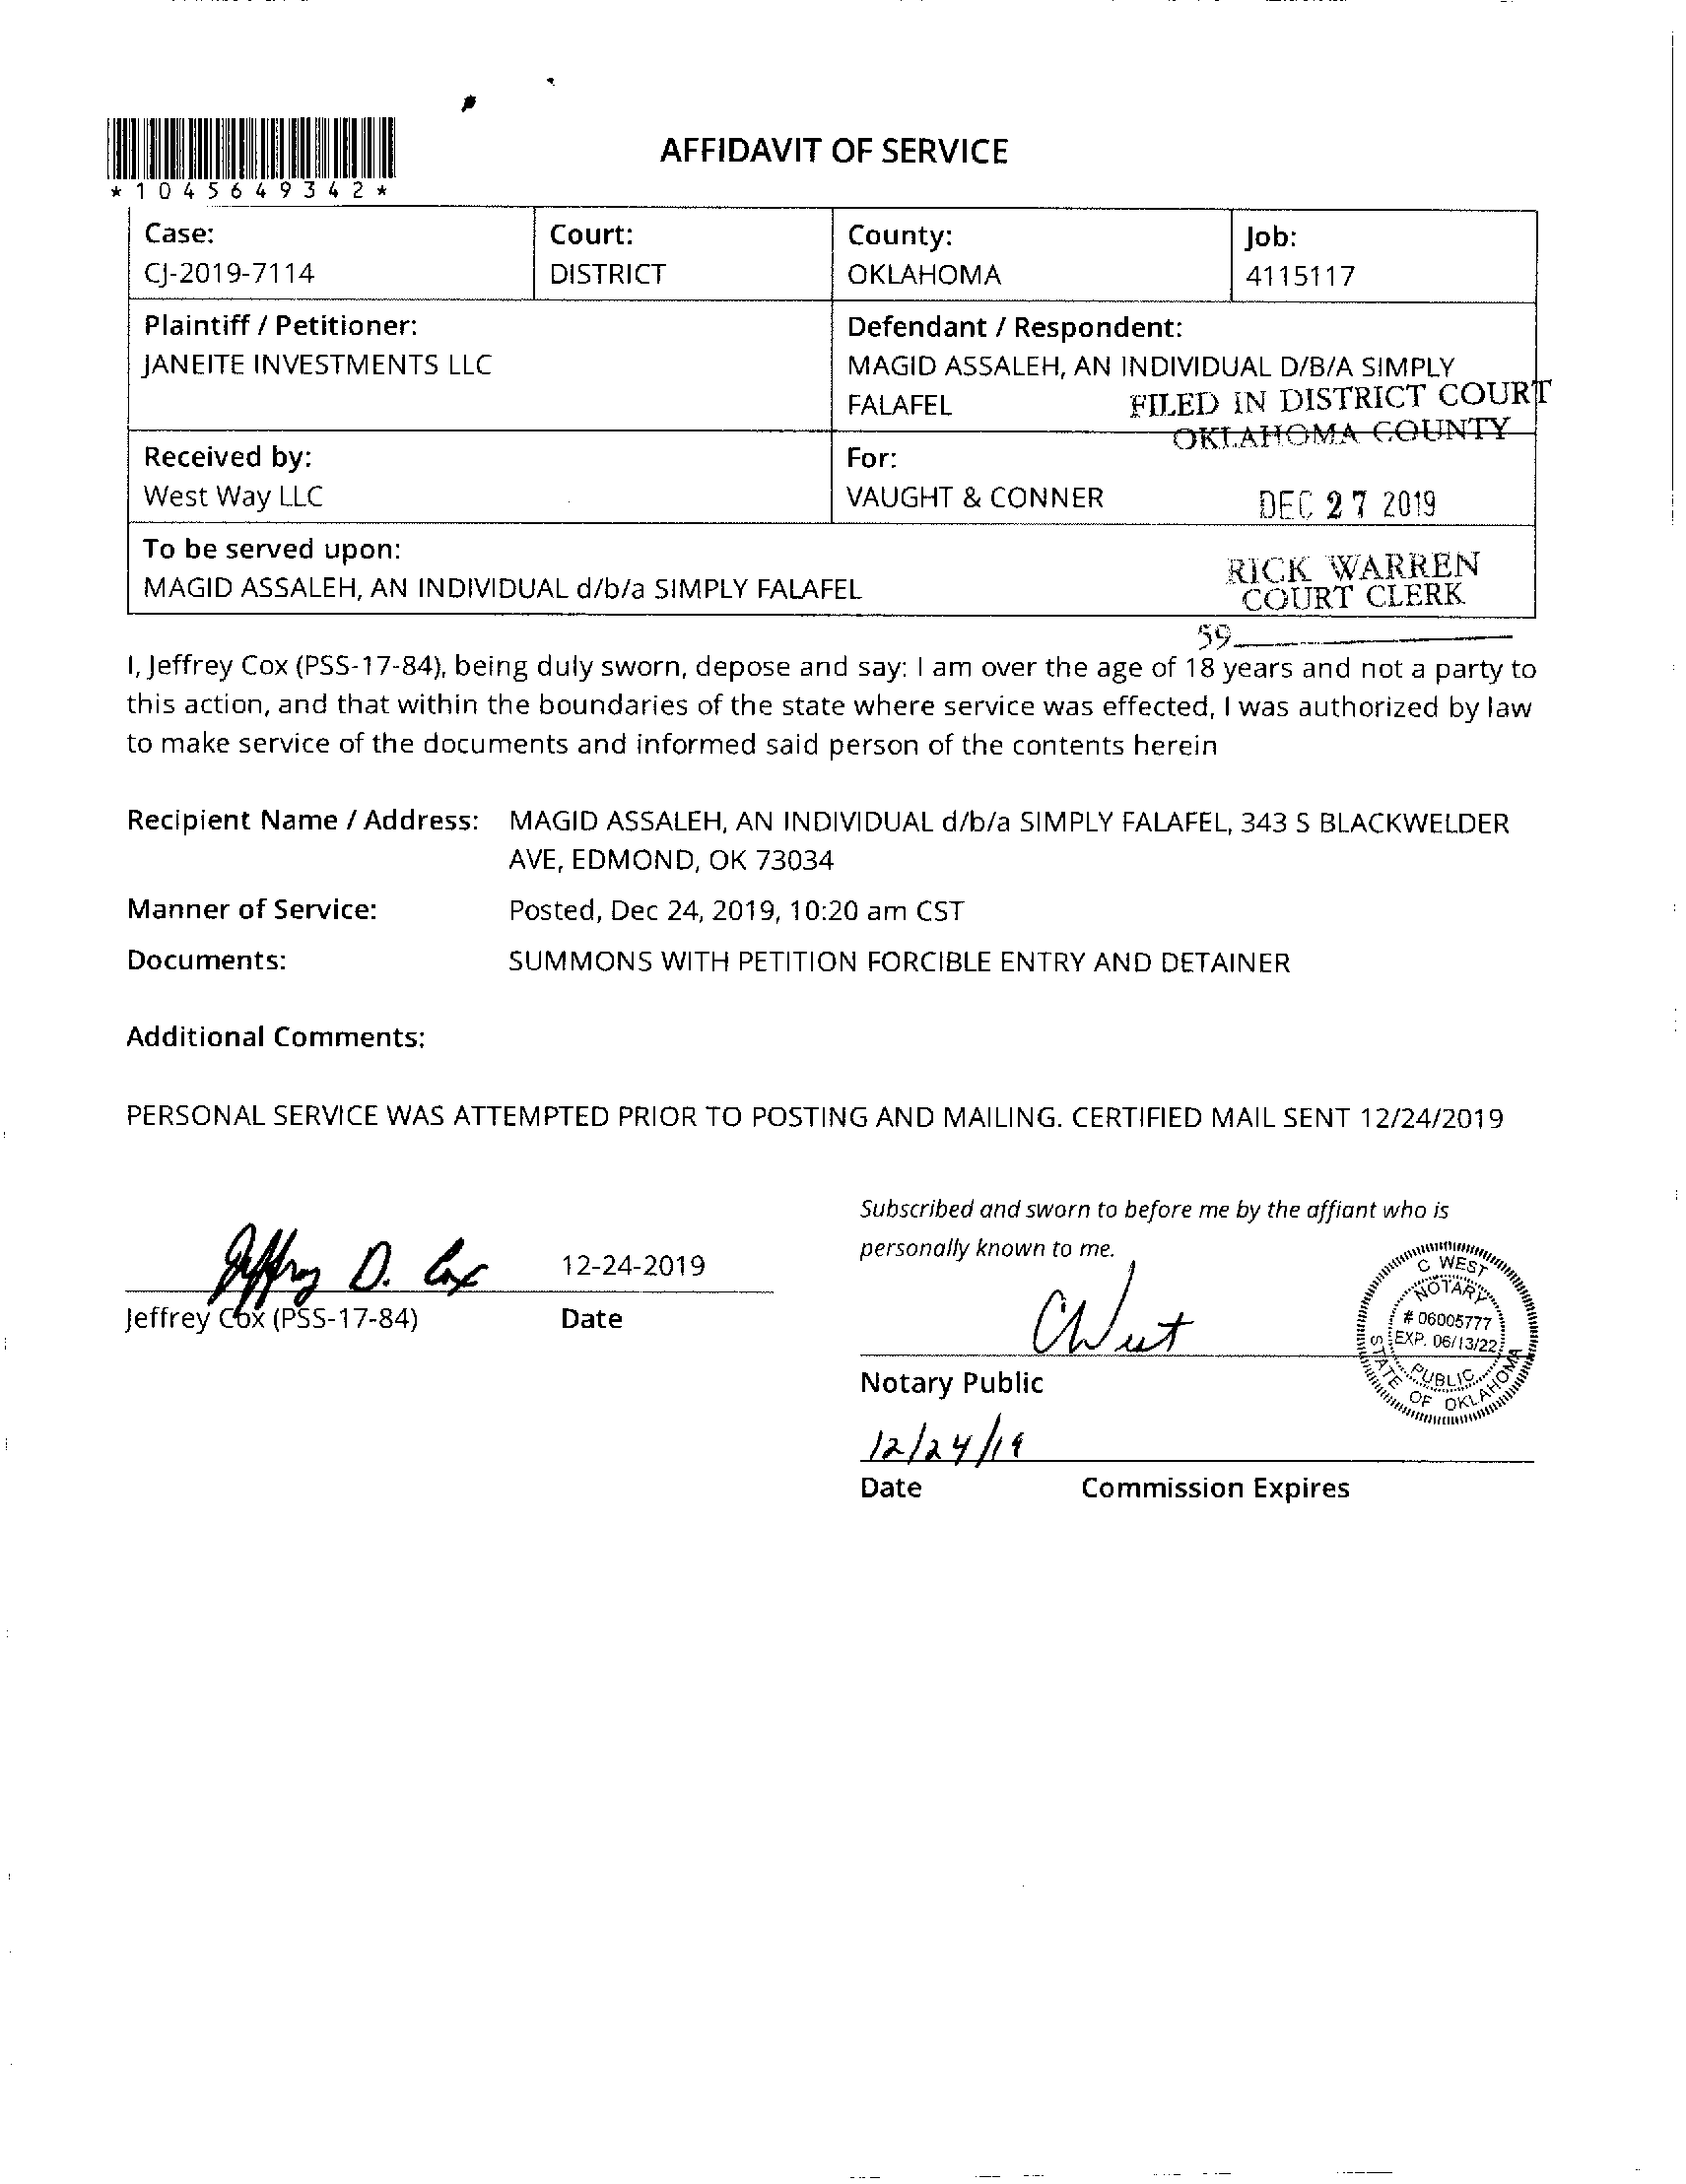 AFFIDAVIT OF SERVICE
*1045649342*
Case: Court: County: Job:
CJ-2019-7114 DISTRICT OKLAHOMA 4115117
Plaintiff / Petitioner: Defendant / Respondent:
JANEITE INVESTMENTS LLC MAGID ASSALEH, AN INDIVIDUAL D/B/A SIMPLY
FALAFEL
FILED IN DISTRICT COURT
OKLAHOMA COUNTY
Received by: For:
West Way LLC VAUGHT & CONNER
DEC 27 2019
To be served upon:
MAGID ASSALEH, AN INDIVIDUAL d/b/a SIMPLY FALAFEL
RICK WARREN
COURT CLERK
59
I, Jeffrey Cox (PSS-17-84), being duly sworn, depose and say: I am over the age of 18 years and not a party to
this action, and that within the boundaries of the state where service was effected, I was authorized by law
to make service of the documents and informed said person of the contents herein
Recipient Name / Address: MAGID ASSALEH, AN INDIVIDUAL d/b/a SIMPLY FALAFEL, 343 S BLACKWELDER
AVE, EDMOND, OK 73034
Manner of Service: Posted, Dec 24, 2019, 10:20 am CST
Documents: SUMMONS WITH PETITION FORCIBLE ENTRY AND DETAINER
Additional Comments:
PERSONAL SERVICE WAS ATTEMPTED PRIOR TO POSTING AND MAILING. CERTIFIED MAIL SENT 12/24/2019
Jeffrey D. Cox 12-24-2019
Jeffrey Cox (PSS-17-84) Date
Subscribed and sworn to before me by the affiant who is
personally known to me.
C West
Notary Public
C WEST
NOTARY
# 06005777
EXP. 06/13/22
PUBLIC
STATE OF OKLAHOMA
12/24/19
Date Commission Expires